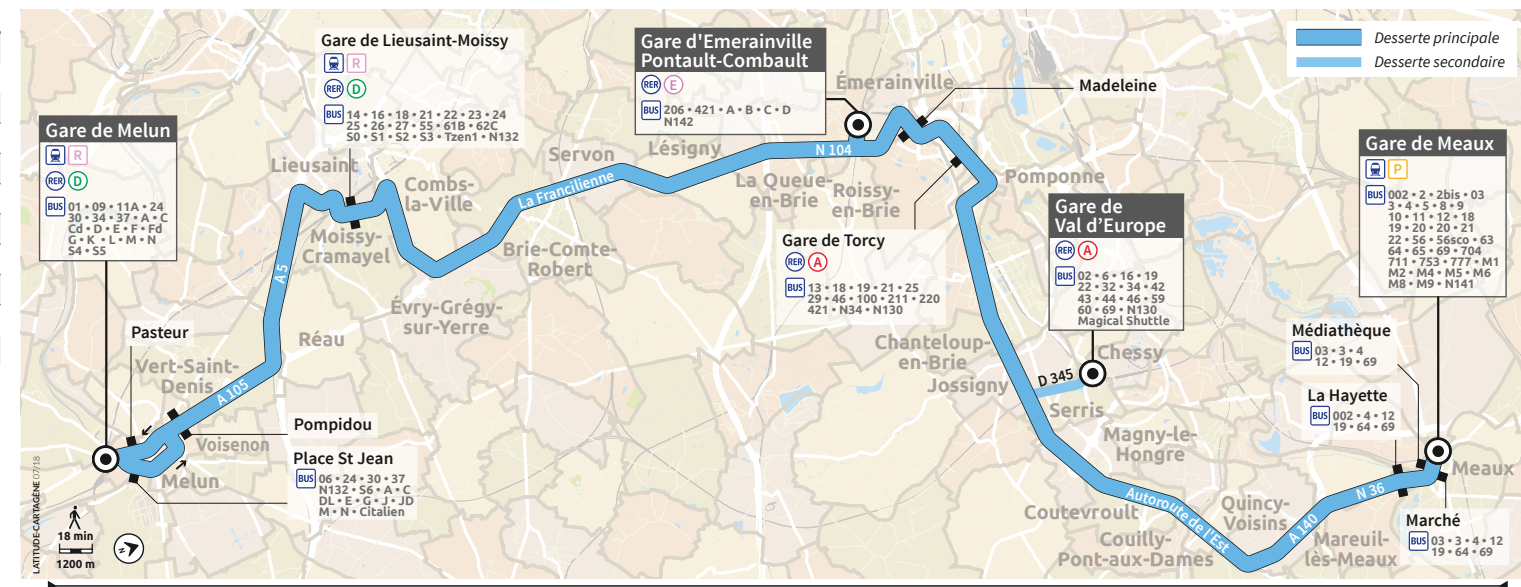 Desserte principale
Desserte secondaire
Gare de Lieusaint-Moissy
R
RER D
BUS 14 • 16 • 18 • 21 • 22 • 23 • 24
25 • 26 • 27 • 55 • 61B • 62C
S0 • S1 • S2 • S3 • Tzen1 • N132
Gare d'Emerainville
Pontault-Combault
RER E
BUS 206 • 421 • A • B • C • D
N142
Émerainville
Madeleine
Gare de Melun
R
RER D
BUS 01 • 09 • 11A • 24
30 • 34 • 37 • A • C
Cd • D • E • F • Fd
G • K • L • M • N
S4 • S5
Gare de Meaux
P
BUS 002 • 2 • 2bis • 03
3 • 4 • 5 • 8 • 9
10 • 11 • 12 • 18
19 • 20 • 20 • 21
22 • 56 • 56sco • 63
64 • 65 • 69 • 704
711 • 753 • 777 • M1
M2 • M4 • M5 • M6
M8 • M9 • N141
Lieusaint
Combs-
la-Ville
Servon
Lésigny
N 104
La Francilienne
La Queue-
en-Brie
Roissy-
en-Brie
Pomponne
Moissy-
Cramayel
Brie-Comte-
Robert
Gare de Torcy
RER A
BUS 13 • 18 • 19 • 21 • 25
29 • 46 • 100 • 211 • 220
421 • N34 • N130
Gare de
Val d’Europe
RER A
BUS 02 • 6 • 16 • 19
22 • 32 • 34 • 42
43 • 44 • 46 • 59
60 • 69 • N130
Magical Shuttle
A 5
Évry-Grégy-
sur-Yerre
Réau
Pasteur
Vert-Saint-
Denis
A 105
Voisenon
Melun
Pompidou
Place St Jean
BUS 06 • 24 • 30 • 37
N132 • S6 • A • C
DL • E • G • J • JD
M • N • Citalien
Chanteloup-
en-Brie
Jossigny
D 345
Chessy
Serris
Magny-le-
Hongre
Médiathèque
BUS 03 • 3 • 4
12 • 19 • 69
La Hayette
BUS 002 • 4 • 12
19 • 64 • 69
Meaux
Coutevroult
Autoroute de l'Est
Couilly-
Pont-aux-Dames
Quincy-
Voisins
A 140
N 36
Mareuil-
lès-Meaux
Marché
BUS 03 • 3 • 4 • 12
19 • 64 • 69
LATITUDE-CARTAGÈNE 07/18
18 min
1200 m
N